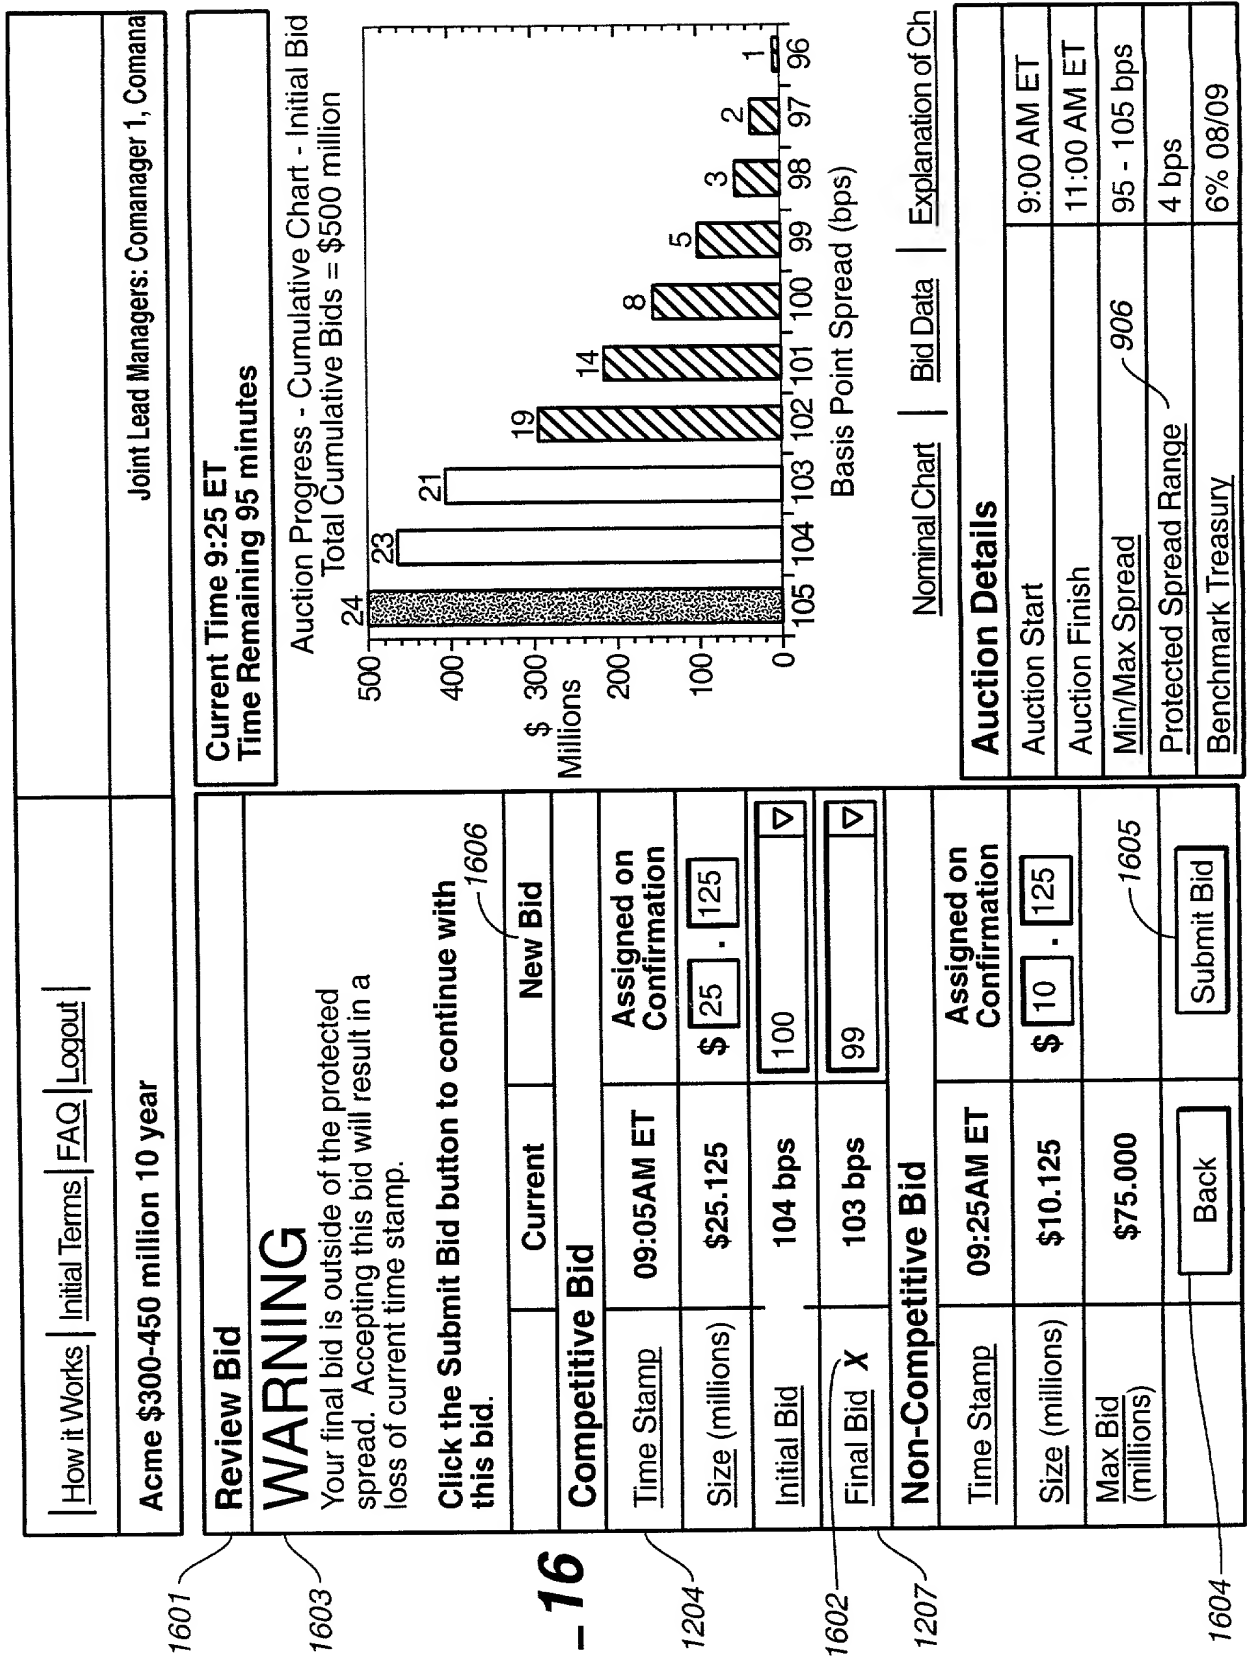 | How it Works | Initial Terms | FAQ | Logout |
Acme $300-450 million 10 year
Joint Lead Managers: Comanager 1, Comana
1601
Review Bid
1603
WARNING
Your final bid is outside of the protected
spread. Accepting this bid will result in a
loss of current time stamp.
Click the Submit Bid button to continue with
this bid.
1606
Current
New Bid
–16
Competitive Bid
1204
Time Stamp
09:05AM ET
Assigned on
Confirmation
Size (millions)
$25.125
$ 25 . 125
Initial Bid
104 bps
100
1602
Final Bid X
103 bps
99
1207
Non-Competitive Bid
Time Stamp
09:25AM ET
Assigned on
Confirmation
Size (millions)
$10.125
$ 10 . 125
Max Bid
(millions)
$75.000
1605
1604
Back
Submit Bid
Current Time 9:25 ET
Time Remaining 95 minutes
Auction Progress - Cumulative Chart - Initial Bid
Total Cumulative Bids = $500 million
500
400
$ 300
Millions
200
100
0
24
23
21
19
14
8
5
3
2
1
105 104 103 102 101 100 99 98 97 96
Basis Point Spread (bps)
Nominal Chart | Bid Data | Explanation of Ch
Auction Details
Auction Start 9:00 AM ET
Auction Finish 11:00 AM ET
Min/Max Spread 95 - 105 bps
906
Protected Spread Range 4 bps
Benchmark Treasury 6% 08/09